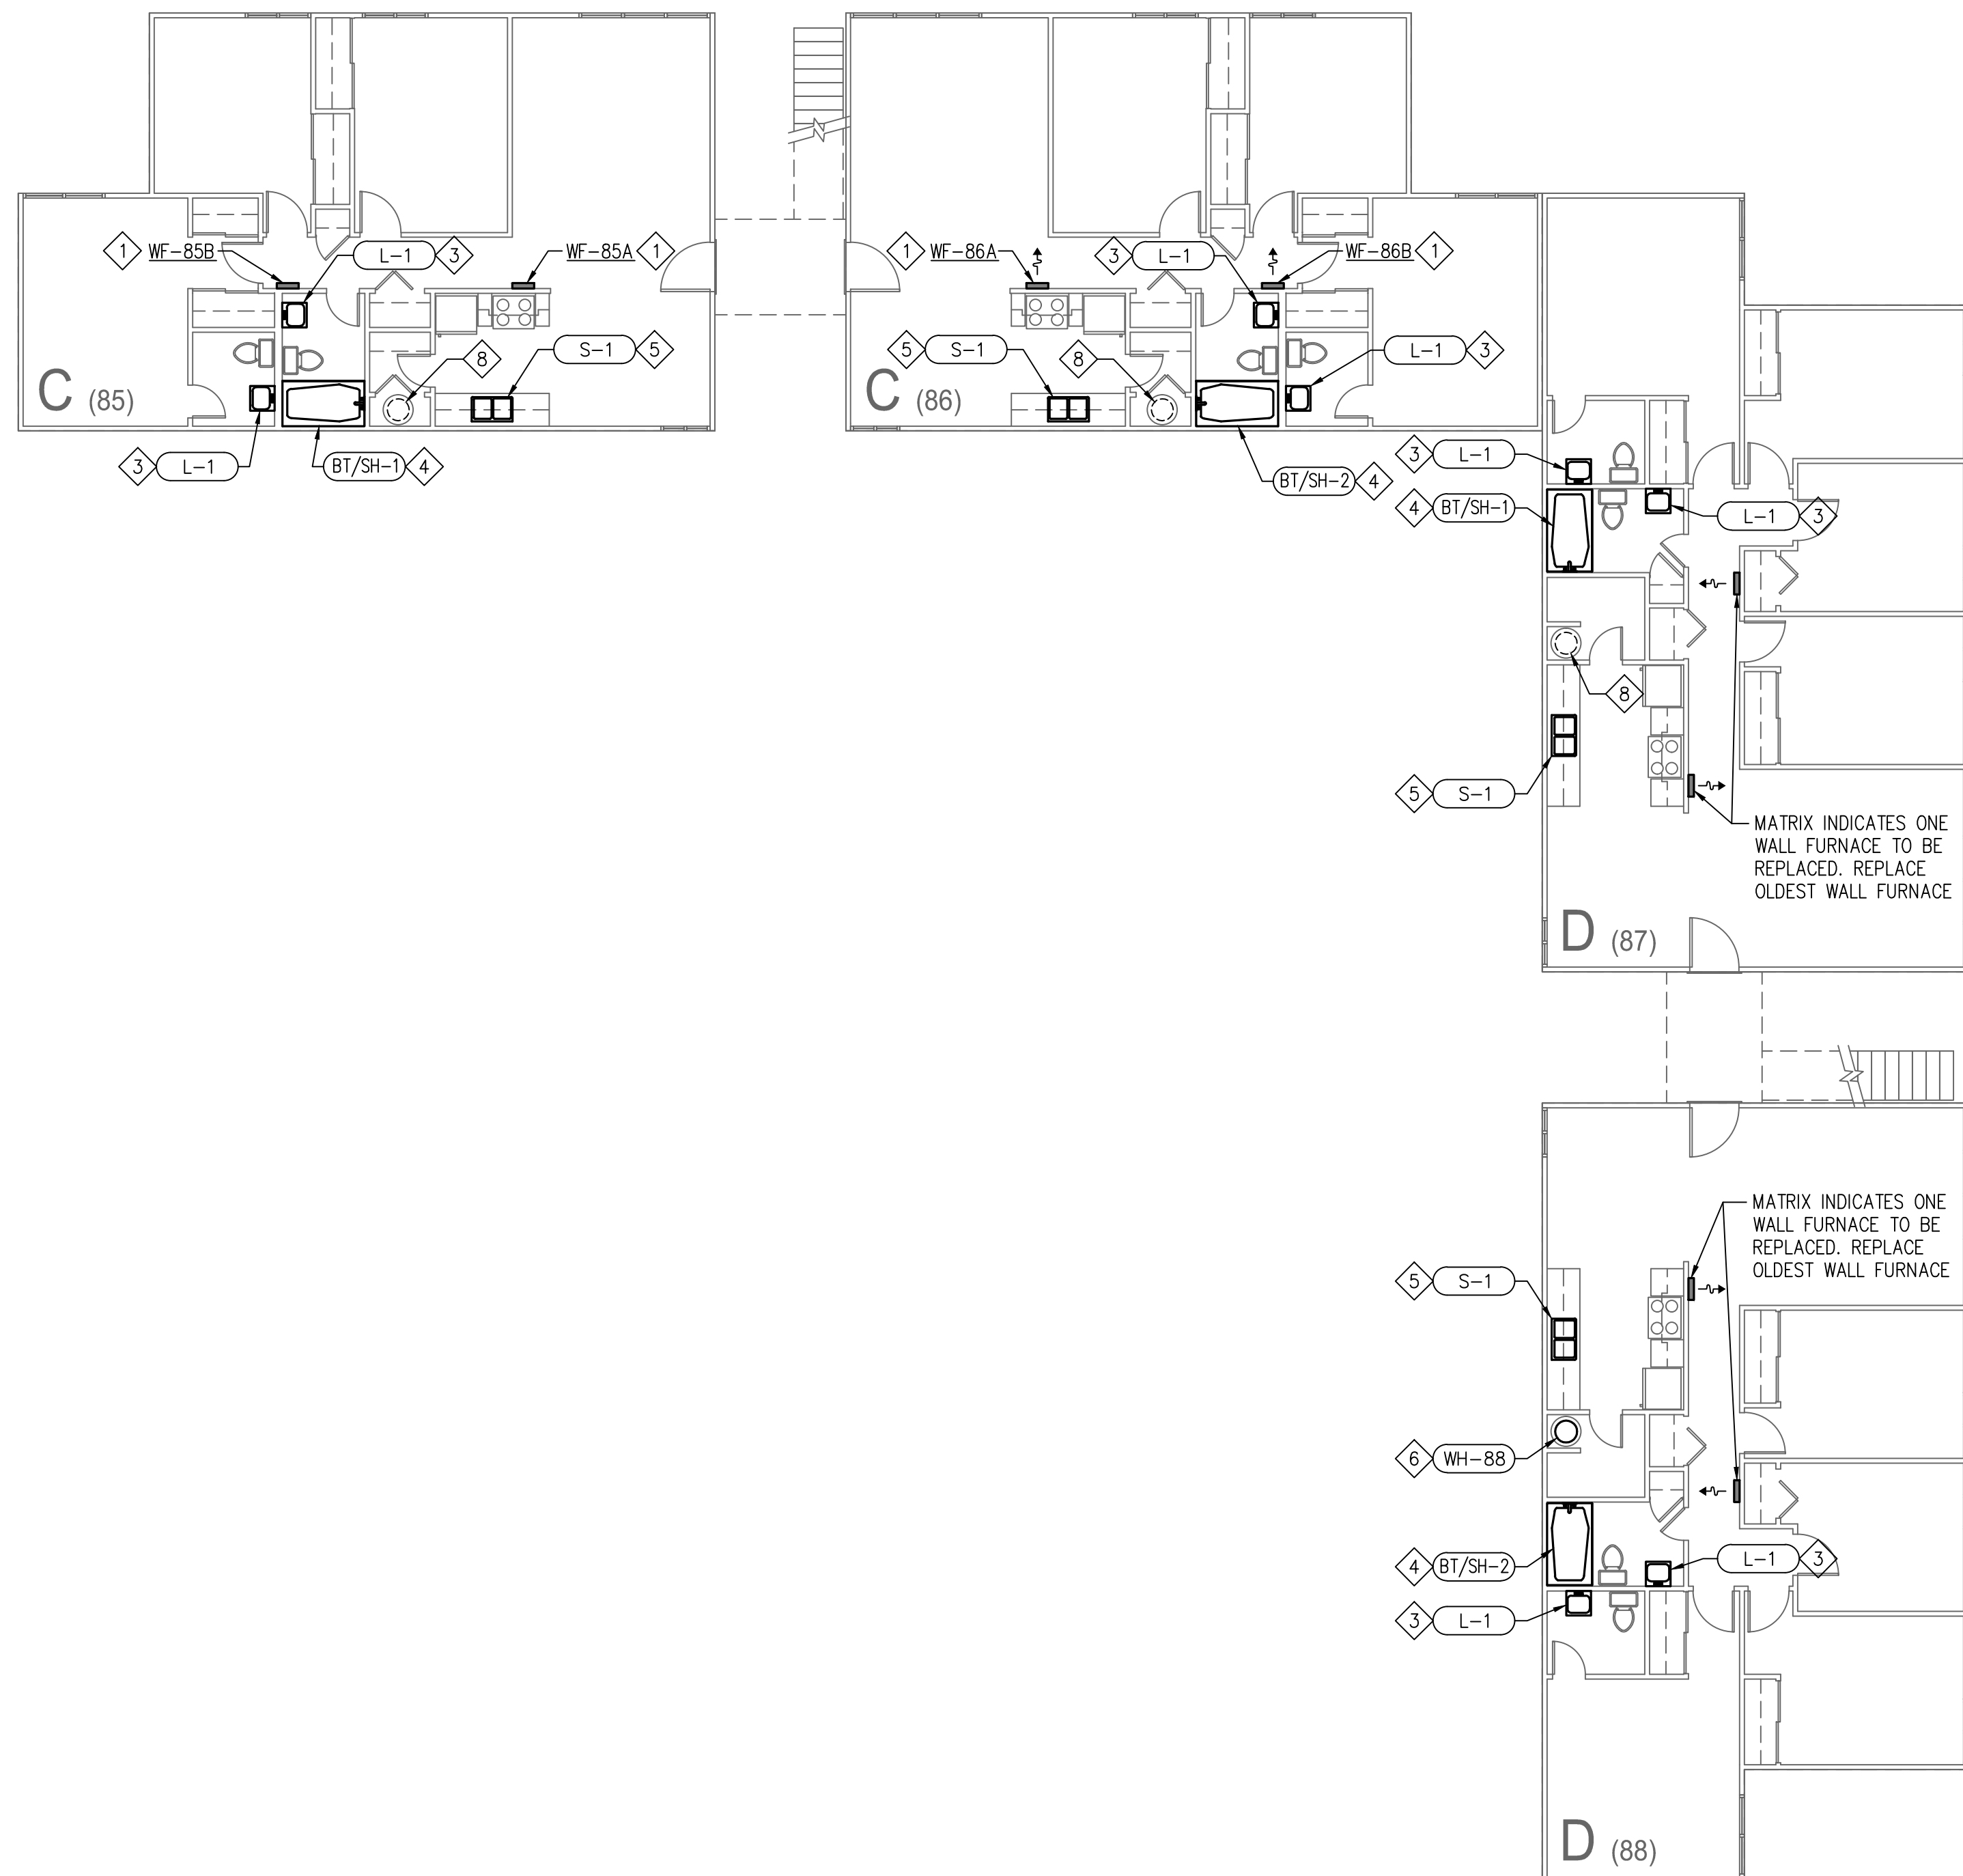 1 WF-85B
L-1 3
WF-85A 1
1 WF-86A
3 L-1
WF-86B 1
8
S-1 5
5 S-1
8
L-1 3
C (85)
C (86)
3 L-1
BT/SH-1 4
BT/SH-2 4
3 L-1
4 BT/SH-1
L-1 3
8
5 S-1
MATRIX INDICATES ONE
WALL FURNACE TO BE
REPLACED. REPLACE
OLDEST WALL FURNACE
D (87)
MATRIX INDICATES ONE
WALL FURNACE TO BE
REPLACED. REPLACE
OLDEST WALL FURNACE
5 S-1
6 WH-88
4 BT/SH-2
L-1 3
3 L-1
D (88)